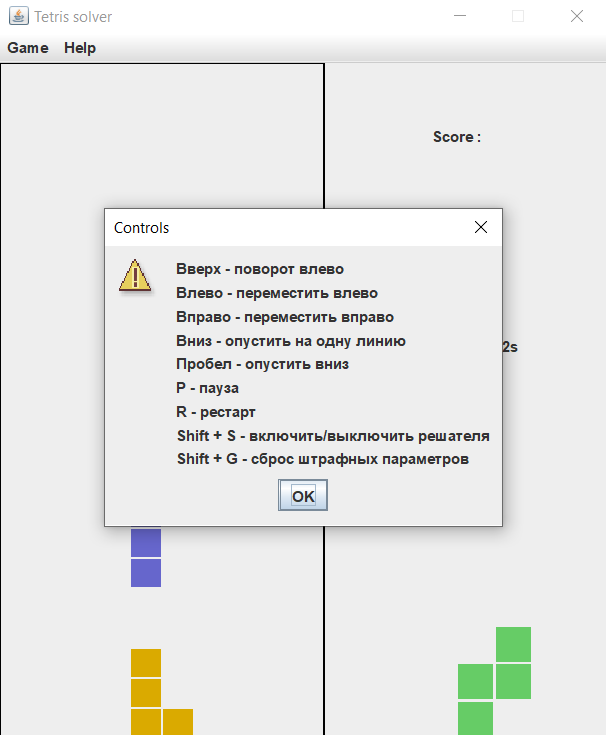 Tetris solver
Game Help
Score :
Controls
Вверх - поворот влево
Влево - переместить влево
Вправо - переместить вправо
Вниз - опустить на одну линию
2s
Пробел - опустить вниз
P - пауза
R - рестарт
Shift + S - включить/выключить решателя
Shift + G - сброс штрафных параметров
OK